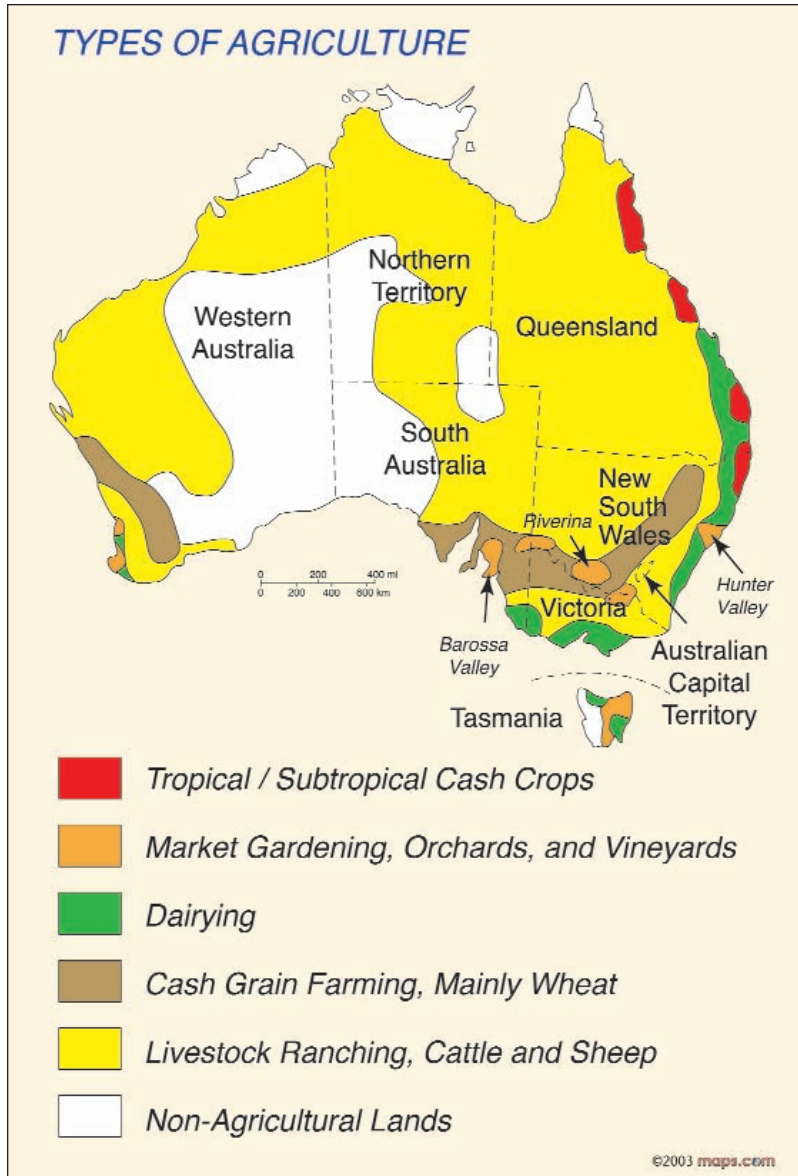 TYPES OF AGRICULTURE
Northern
Territory
Western
Australia
Queensland
South
Australia
New
South
Wales
Riverina
0 200 400 mi
0 200 400 600 km
Victoria
Hunter
Valley
Barossa
Valley
Australian
Capital
Territory
Tasmania
Tropical / Subtropical Cash Crops
Market Gardening, Orchards, and Vineyards
Dairying
Cash Grain Farming, Mainly Wheat
Livestock Ranching, Cattle and Sheep
Non-Agricultural Lands
©2003 maps.com